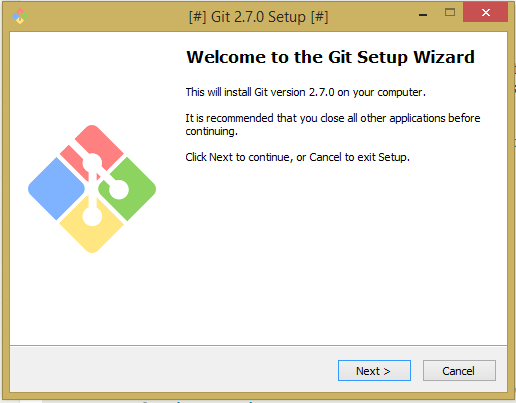 [#] Git 2.7.0 Setup [#]
Welcome to the Git Setup Wizard
This will install Git version 2.7.0 on your computer.
It is recommended that you close all other applications before
continuing.
Click Next to continue, or Cancel to exit Setup.
Next >
Cancel